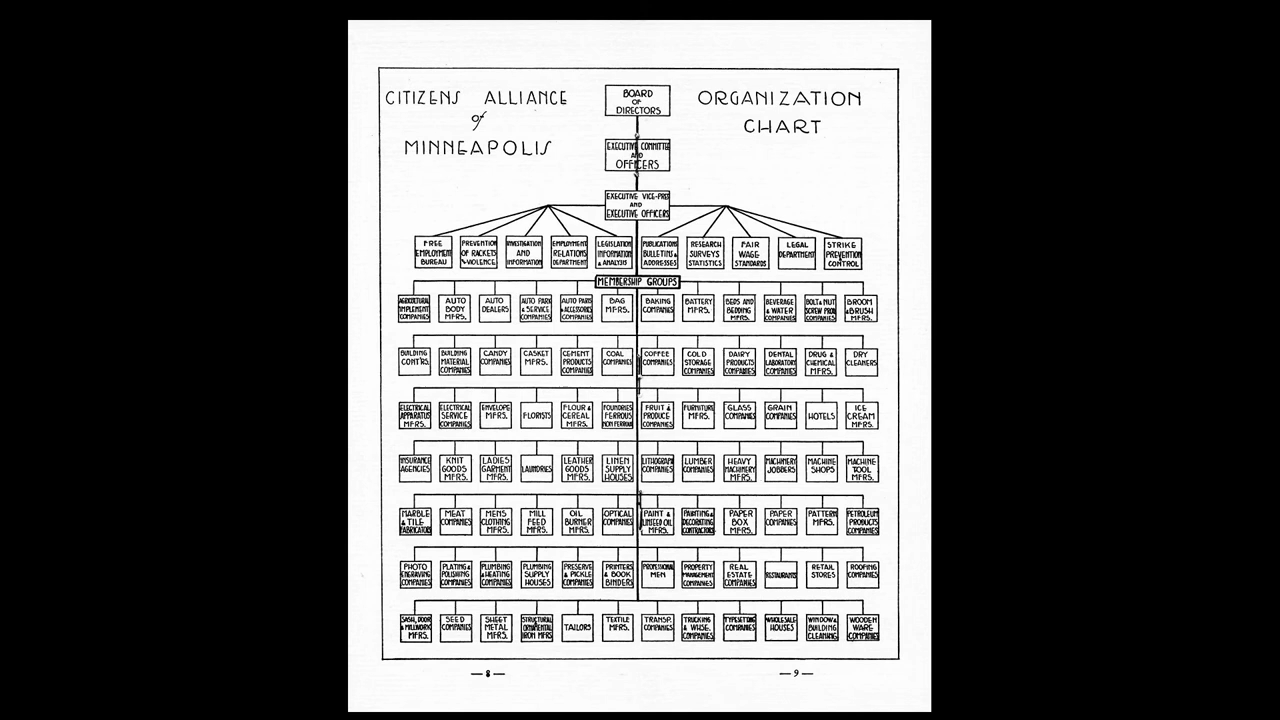 CITIZENS ALLIANCE
of
MINNEAPOLIS
ORGANIZATION
CHART
BOARD
OF
DIRECTORS
EXECUTIVE COMMITTEE
AND
OFFICERS
EXECUTIVE VICE-PRES
AND
EXECUTIVE OFFICERS
FREE
EMPLOYMENT
BUREAU
PREVENTION
OF RACKETS
& VIOLENCE
INVESTIGATION
AND
INFORMATION
EMPLOYMENT
RELATIONS
DEPARTMENT
LEGISLATION
INFORMATION
& ANALYSIS
PUBLICATIONS
BULLETINS &
ADDRESSES
RESEARCH
SURVEYS
STATISTICS
FAIR
WAGE
STANDARDS
LEGAL
DEPARTMENT
STRIKE
PREVENTION
CONTROL
MEMBERSHIP GROUPS
AGRICULTURAL
IMPLEMENT
COMPANIES
AUTO
BODY
MFRS.
AUTO
DEALERS
AUTO PARK
& SERVICE
COMPANIES
AUTO PARTS
& ACCESSORIES
COMPANIES
BAG
MFRS.
BAKING
COMPANIES
BATTERY
MFRS.
BEDS AND
BEDDING
MFRS.
BEVERAGE
& WATER
COMPANIES
BOLT & NUT
SCREW PROD.
COMPANIES
BROOM
& BRUSH
MFRS.
BUILDING
CONTRS.
BUILDING
MATERIAL
COMPANIES
CANDY
COMPANIES
CASKET
MFRS.
CEMENT
PRODUCTS
COMPANIES
COAL
COMPANIES
COFFEE
COMPANIES
COLD
STORAGE
COMPANIES
DAIRY
PRODUCTS
COMPANIES
DENTAL
LABORATORY
COMPANIES
DRUG &
CHEMICAL
MFRS.
DRY
CLEANERS
ELECTRICAL
APPARATUS
MFRS.
ELECTRICAL
SERVICE
COMPANIES
ENVELOPE
MFRS.
FLORISTS
FLOUR &
CEREAL
MFRS.
FOUNDRIES
FERROUS
NON FERROUS
FRUIT &
PRODUCE
COMPANIES
FURNITURE
MFRS.
GLASS
COMPANIES
GRAIN
COMPANIES
HOTELS
ICE
CREAM
MFRS.
INSURANCE
AGENCIES
KNIT
GOODS
MFRS.
LADIES
GARMENT
MFRS.
LAUNDRIES
LEATHER
GOODS
MFRS.
LINEN
SUPPLY
HOUSES
LITHOGRAPH
COMPANIES
LUMBER
COMPANIES
HEAVY
MACHINERY
MFRS.
MACHINERY
JOBBERS
MACHINE
SHOPS
MACHINE
TOOL
MFRS.
MARBLE
& TILE
FABRICATORS
MEAT
COMPANIES
MENS
CLOTHING
MFRS.
MILL
FEED
MFRS.
OIL
BURNER
MFRS.
OPTICAL
COMPANIES
PAINT &
LINSEED OIL
MFRS.
PAINTING &
DECORATING
CONTRACTORS
PAPER
BOX
MFRS.
PAPER
COMPANIES
PATTERN
MFRS.
PETROLEUM
PRODUCTS
COMPANIES
PHOTO
ENGRAVING
COMPANIES
PLATING &
POLISHING
COMPANIES
PLUMBING
& HEATING
COMPANIES
PLUMBING
SUPPLY
HOUSES
PRESERVE
& PICKLE
COMPANIES
PRINTERS
& BOOK
BINDERS
PROFESSIONAL
MEN
PROPERTY
MANAGEMENT
COMPANIES
REAL
ESTATE
COMPANIES
RESTAURANTS
RETAIL
STORES
ROOFING
COMPANIES
SASH, DOOR
& MILLWORK
MFRS.
SEED
COMPANIES
SHEET
METAL
MFRS.
STRUCTURAL
ORNAMENTAL
IRON MFRS
TAILORS
TEXTILE
MFRS.
TRANSP.
COMPANIES
TRUCKING
& WHSE.
COMPANIES
TYPESETTING
COMPANIES
WHOLESALE
HOUSES
WINDOW &
BUILDING
CLEANING
WOODEN
WARE
COMPANIES
— 8 —
— 9 —